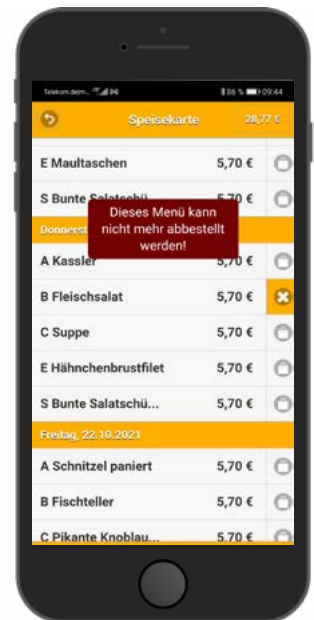 Telekom.de 86 % 09:44
Speisekarte 28,77 €
E Maultaschen 5,70 €
S Bunte Salatschü... 5,70 €
Dieses Menü kann
nicht mehr abbestellt
werden!
Donnerst
A Kassler 5,70 €
B Fleischsalat 5,70 €
C Suppe 5,70 €
E Hähnchenbrustfilet 5,70 €
S Bunte Salatschü... 5,70 €
Freitag, 22.10.2021
A Schnitzel paniert 5,70 €
B Fischteller 5,70 €
C Pikante Knoblau... 5,70 €